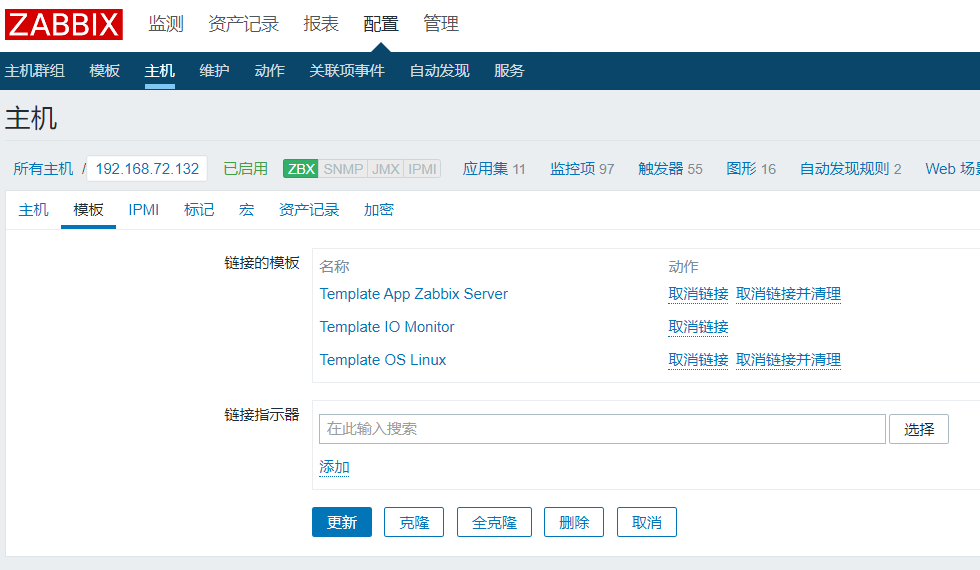 ZABBIX 监测 资产记录 报表 配置 管理
主机群组 模板 主机 维护 动作 关联项事件 自动发现 服务
主机
所有主机 / 192.168.72.132 已启用 ZBX SNMP JMX IPMI 应用集 11 监控项 97 触发器 55 图形 16 自动发现规则 2 Web 场
主机 模板 IPMI 标记 宏 资产记录 加密
链接的模板 名称 动作
Template App Zabbix Server 取消链接 取消链接并清理
Template IO Monitor 取消链接
Template OS Linux 取消链接 取消链接并清理
链接指示器
在此输入搜索 选择
添加
更新 克隆 全克隆 删除 取消